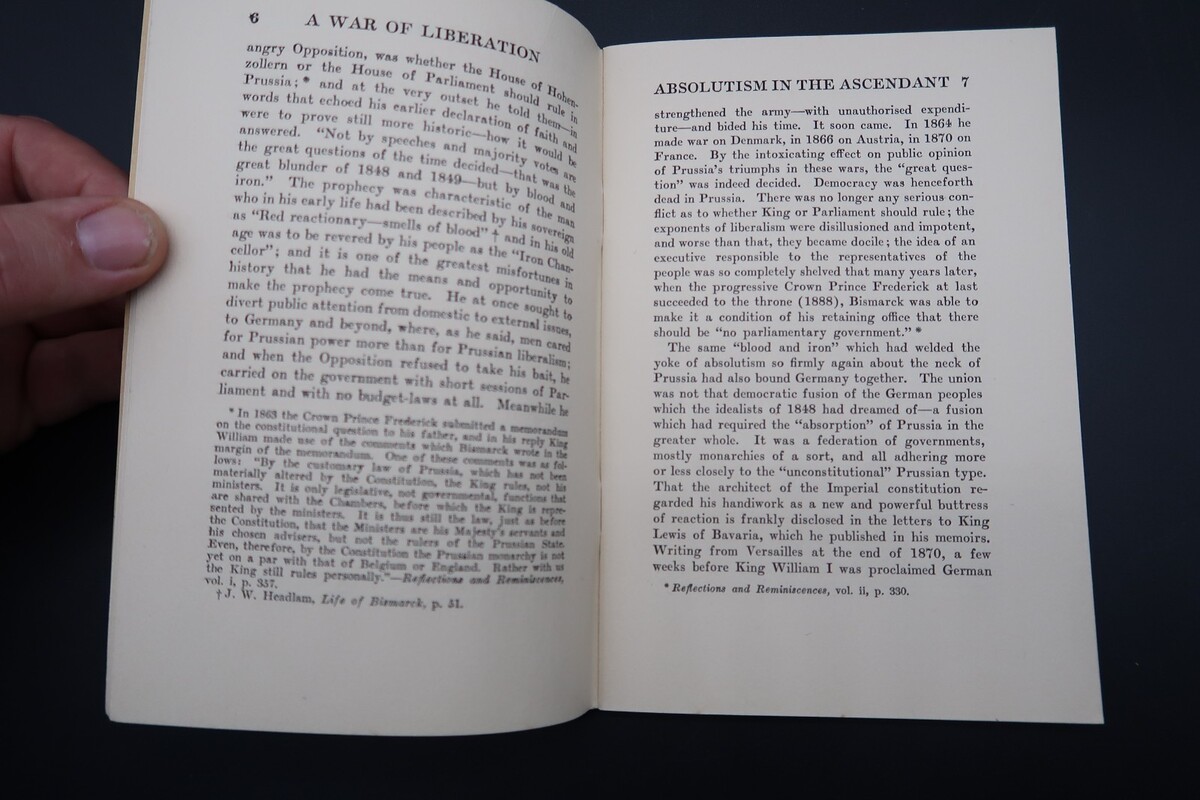 6 A WAR OF LIBERATION
angry Opposition, was whether the House of Hohen-
zollern or the House of Parliament should rule in
Prussia;* and at the very outset he told them—in
words that echoed his earlier declaration of faith and
were to prove still more historic—how it would be
answered. "Not by speeches and majority votes are
the great questions of the time decided—that was the
great blunder of 1848 and 1849—but by blood and
iron." The prophecy was characteristic of the man
who in his early life had been described by his sovereign
as "Red reactionary—smells of blood" † and in his old
age was to be revered by his people as the "Iron Chan-
cellor"; and it is one of the greatest misfortunes in
history that he had the means and opportunity to
make the prophecy come true. He at once sought to
divert public attention from domestic to external issues,
to Germany and beyond, where, as he said, men cared
for Prussian power more than for Prussian liberalism;
and when the Opposition refused to take his bait, he
carried on the government with short sessions of Par-
liament and with no budget-laws at all. Meanwhile he
* In 1863 the Crown Prince Frederick submitted a memorandum
on the constitutional question to his father, and in his reply King
William made use of the comments which Bismarck wrote in the
margin of the memorandum. One of these comments was as fol-
lows: "By the customary law of Prussia, which has not been
materially altered by the Constitution, the King rules, not his
ministers. It is only legislative, not governmental, functions that
are shared with the Chambers, before which the King is repre-
sented by the ministers. It is thus still the law, just as before
the Constitution, that the Ministers are his Majesty's servants and
his chosen advisers, but not the rulers of the Prussian State.
Even, therefore, by the Constitution the Prussian monarchy is not
yet on a par with that of Belgium or England. Rather with us
the King still rules personally."—Reflections and Reminiscences,
vol. i, p. 357.
† J. W. Headlam, Life of Bismarck, p. 51.
ABSOLUTISM IN THE ASCENDANT 7
strengthened the army—with unauthorised expendi-
ture—and bided his time. It soon came. In 1864 he
made war on Denmark, in 1866 on Austria, in 1870 on
France. By the intoxicating effect on public opinion
of Prussia's triumphs in these wars, the "great ques-
tion" was indeed decided. Democracy was henceforth
dead in Prussia. There was no longer any serious con-
flict as to whether King or Parliament should rule; the
exponents of liberalism were disillusioned and impotent,
and worse than that, they became docile; the idea of an
executive responsible to the representatives of the
people was so completely shelved that many years later,
when the progressive Crown Prince Frederick at last
succeeded to the throne (1888), Bismarck was able to
make it a condition of his retaining office that there
should be "no parliamentary government." *
The same "blood and iron" which had welded the
yoke of absolutism so firmly again about the neck of
Prussia had also bound Germany together. The union
was not that democratic fusion of the German peoples
which the idealists of 1848 had dreamed of—a fusion
which had required the "absorption" of Prussia in the
greater whole. It was a federation of governments,
mostly monarchies of a sort, and all adhering more
or less closely to the "unconstitutional" Prussian type.
That the architect of the Imperial constitution re-
garded his handiwork as a new and powerful buttress
of reaction is frankly disclosed in the letters to King
Lewis of Bavaria, which he published in his memoirs.
Writing from Versailles at the end of 1870, a few
weeks before King William I was proclaimed German
* Reflections and Reminiscences, vol. ii, p. 330.